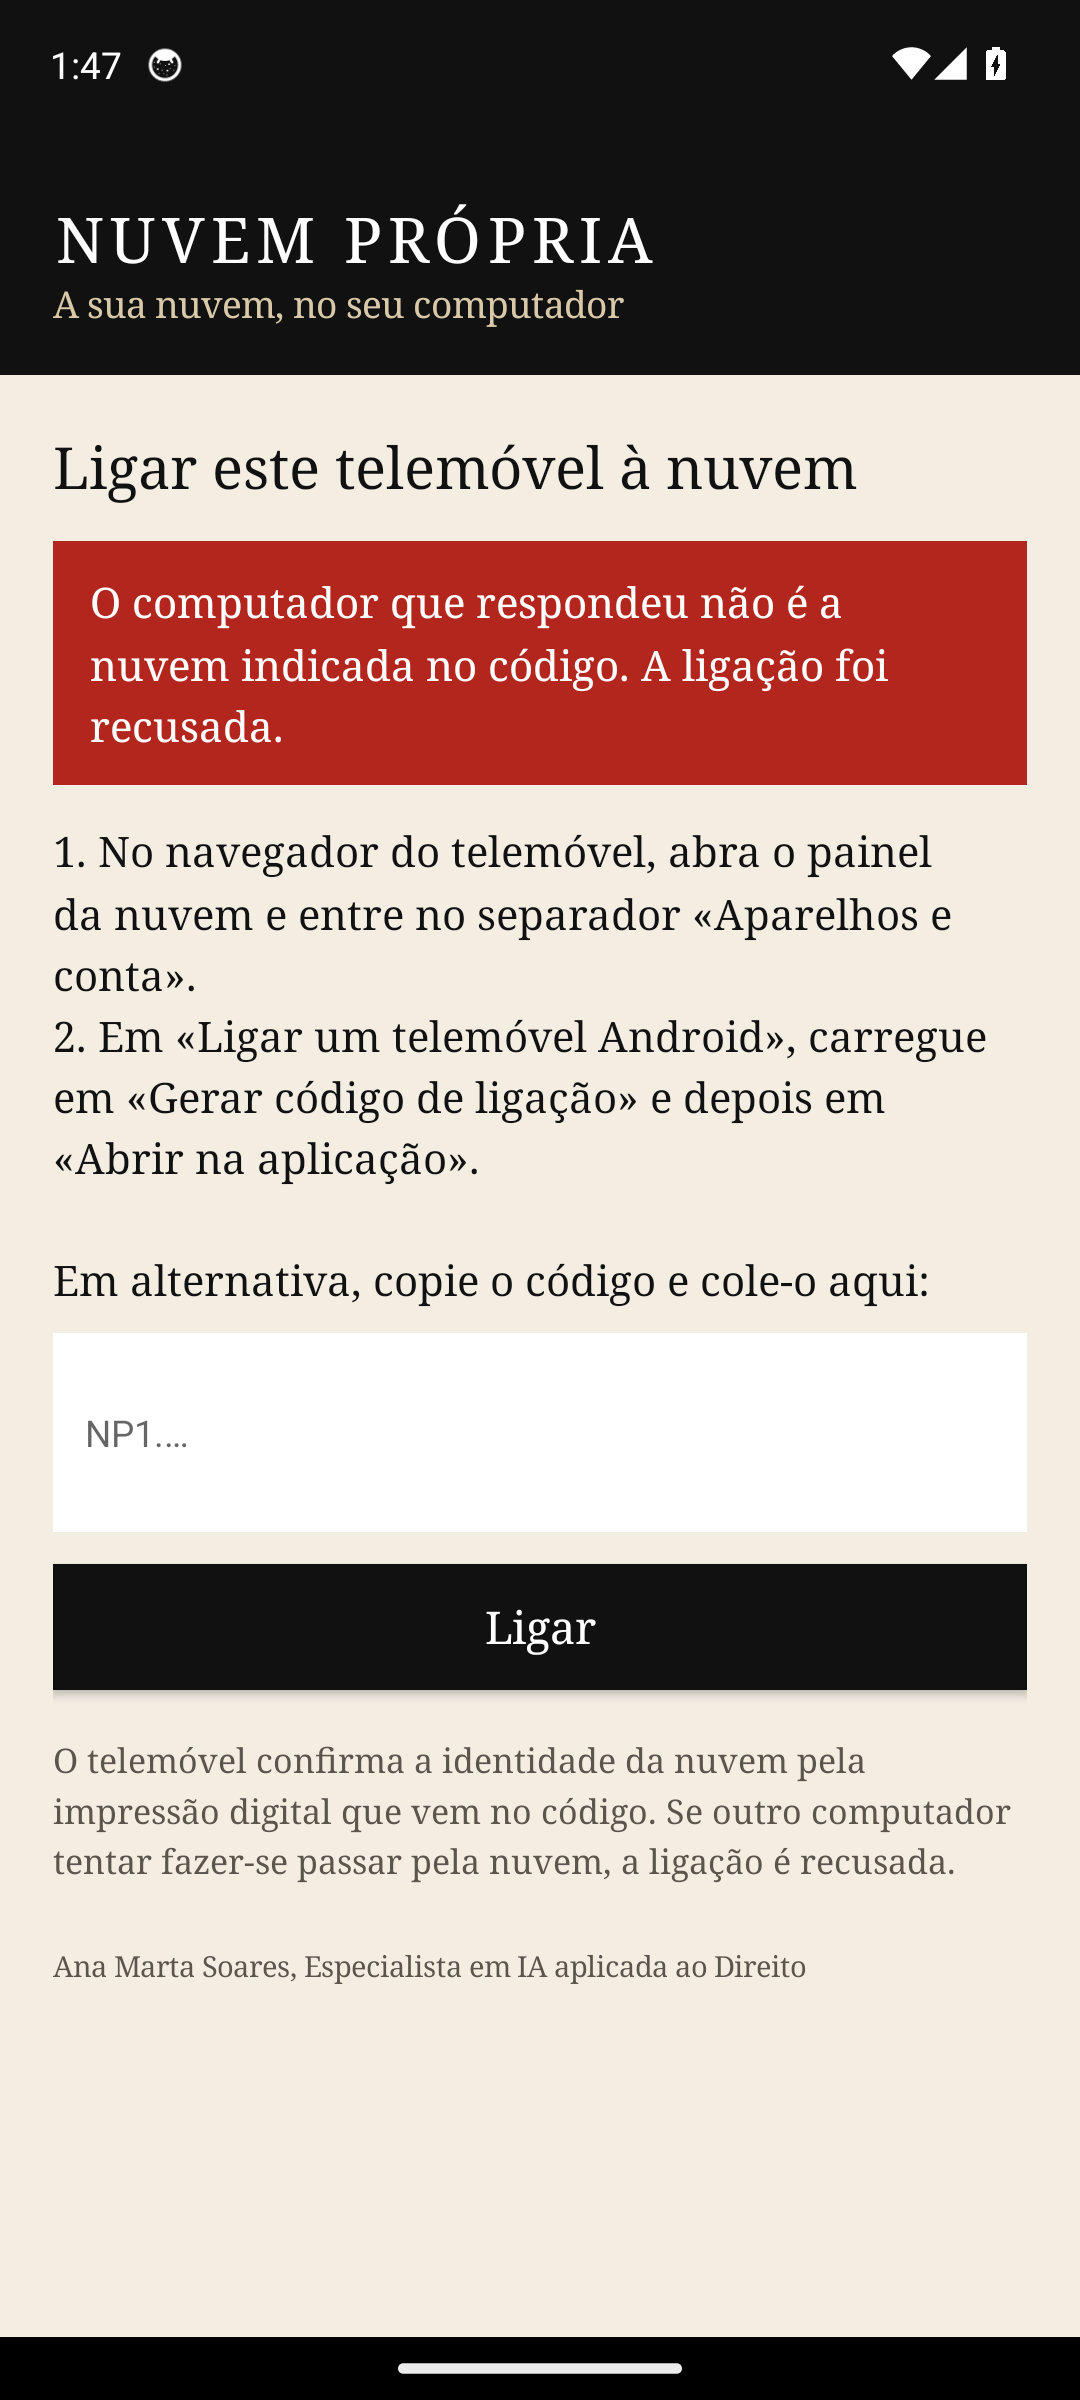 1:47
NUVEM PRÓPRIA
A sua nuvem, no seu computador
Ligar este telemóvel à nuvem
O computador que respondeu não é a
nuvem indicada no código. A ligação foi
recusada.
1. No navegador do telemóvel, abra o painel
da nuvem e entre no separador «Aparelhos e
conta».
2. Em «Ligar um telemóvel Android», carregue
em «Gerar código de ligação» e depois em
«Abrir na aplicação».
Em alternativa, copie o código e cole-o aqui:
NP1.…
Ligar
O telemóvel confirma a identidade da nuvem pela
impressão digital que vem no código. Se outro computador
tentar fazer-se passar pela nuvem, a ligação é recusada.
Ana Marta Soares, Especialista em IA aplicada ao Direito